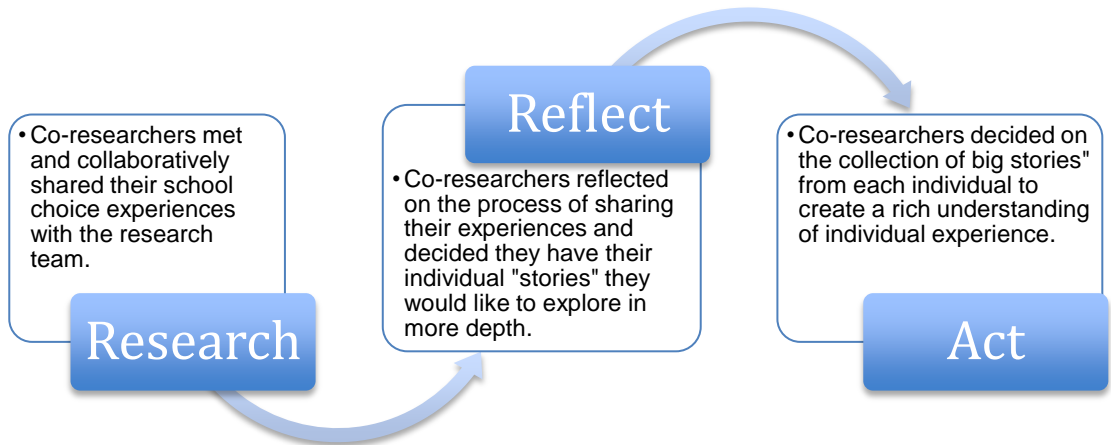 • Co-researchers met
and collaboratively
shared their school
choice experiences
with the research
team.
Research
Reflect
• Co-researchers reflected
on the process of sharing
their experiences and
decided they have their
individual "stories" they
would like to explore in
more depth.
• Co-researchers decided on
the collection of big stories"
from each individual to
create a rich understanding
of individual experience.
Act